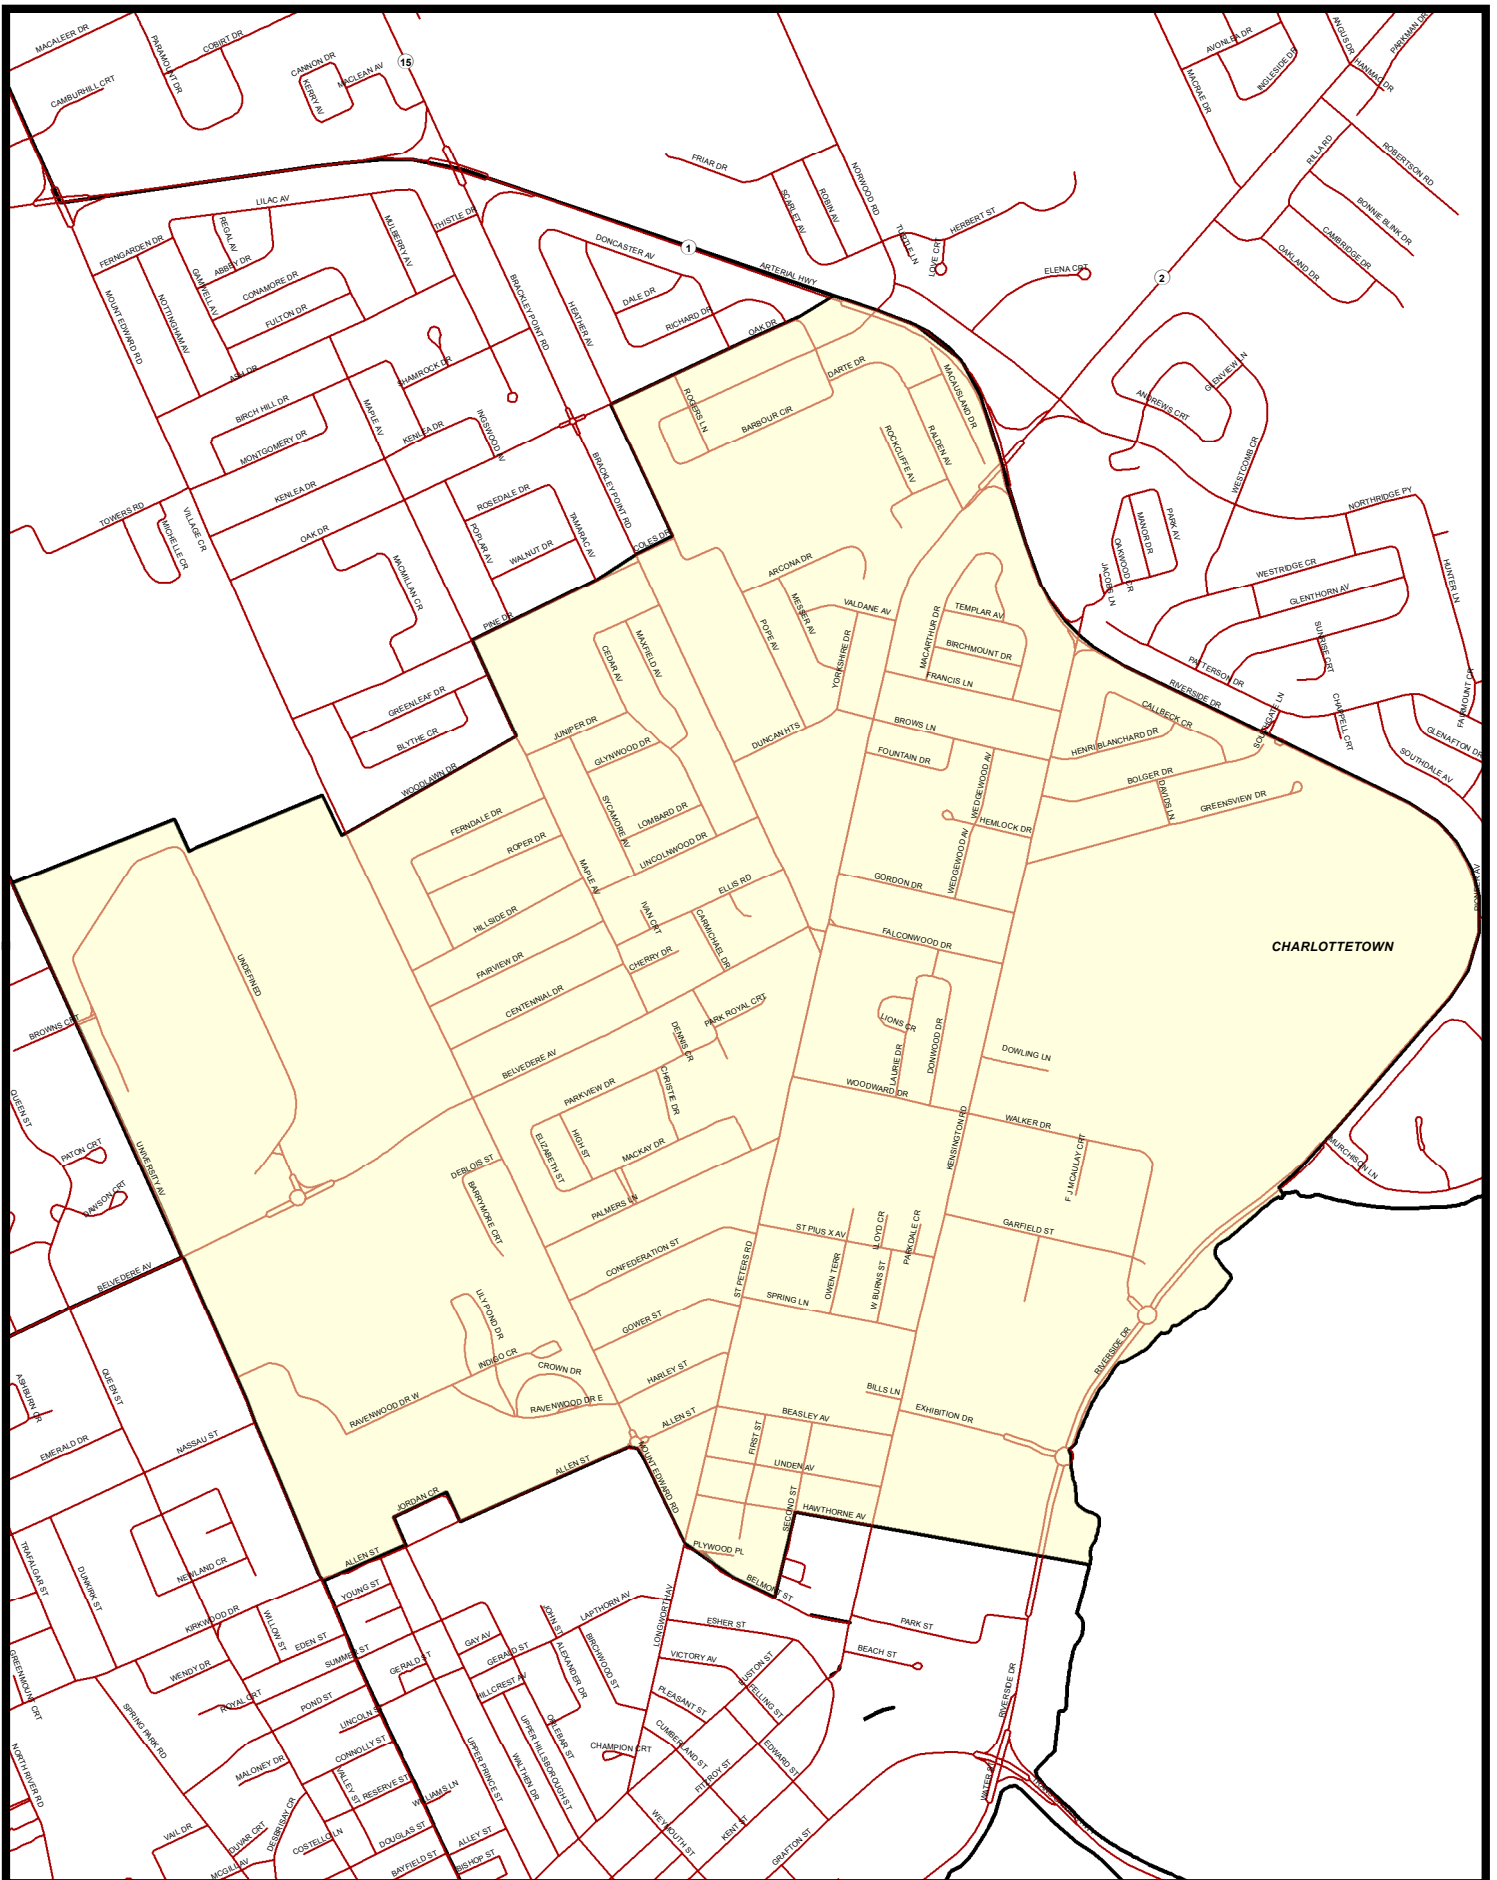 MACALEER DR
PARAMOUNT DR
COBIRT DR
CANNON DR
KERRY AV
MACLEAN AV
15
CAMBURHILL CRT
AVONLEA DR
INGLESIDE DR
ANGUS DR
PARKMAN DR
HANMAC DR
MACRAE DR
RILLA RD
ROBERTSON RD
BONNIE BLINK DR
CAMBRIDGE DR
OAKLAND DR
FRIAR DR
SCARLET AV
ROBIN AV
NORWOOD RD
TURTLE LN
LOVE CRT
HERBERT ST
ELENA CRT
2
LILAC AV
REGAL AV
ABBEY DR
MULBERRY AV
THISTLE DR
FERNGARDEN DR
NOTTINGHAM AV
GAMWELL AV
CONAMORE DR
FULTON DR
MOUNT EDWARD RD
BRACKLEY POINT RD
HEATHER AV
DONCASTER AV
1
ARTERIAL HWY
DALE DR
RICHARD DR
OAK DR
ASH DR
SHAMROCK DR
BIRCH HILL DR
MONTGOMERY DR
MAPLE AV
KENLEA DR
INGSWOOD AV
KENLEA DR
TOWERS RD
MICHELLE CR
VILLAGE CR
OAK DR
ROSEDALE DR
POPLAR AV
WALNUT DR
TAMARAC AV
BRACKLEY POINT RD
COLES DR
MACMILLAN CR
PINE DR
GREENLEAF DR
BLYTHE CR
WOODLAWN DR
ROGERS LN
BARBOUR CIR
DARTE DR
MACAUSLAND DR
RALDEN AV
ROCKCLIFFE AV
ANDREWS CRT
GLENVIEW LN
WESTCOMB CR
NORTHRIDGE PY
PARK AV
MANOR DR
OAKWOOD CR
JACOBS LN
WESTRIDGE CR
GLENTHORN AV
HUNTER LN
SUNRISE CRT
PATTERSON DR
RIVERSIDE DR
SOUTHGATE LN
CHAPPELL CRT
FAIRMOUNT CR
GLENAFTON DR
SOUTHDALE AV
ARCONA DR
MESSER AV
VALDANE AV
YORKSHIRE DR
POPE AV
MACARTHUR DR
TEMPLAR AV
BIRCHMOUNT DR
FRANCIS LN
BROWS LN
FOUNTAIN DR
WEDGEWOOD AV
HENRI BLANCHARD DR
CALLBECK CR
BOLGER DR
DAVIDS LN
GREENSVIEW DR
HEMLOCK DR
WEDGEWOOD AV
GORDON DR
FALCONWOOD DR
CHARLOTTETOWN
CEDAR AV
MAXFIELD AV
JUNIPER DR
GLYNWOOD DR
DUNCAN HTS
SYCAMORE AV
LOMBARD DR
LINCOLNWOOD DR
FERNDALE DR
ROPER DR
MAPLE AV
HILLSIDE DR
ELLIS RD
IVAN CRT
CARMICHAEL DR
CHERRY DR
FAIRVIEW DR
CENTENNIAL DR
UNDEFINED
BELVEDERE AV
PARK ROYAL CRT
DENNIS CR
CHRISTIE DR
PARKVIEW DR
HIGH ST
ELIZABETH ST
MACKAY DR
DEBLOIS ST
BARRYMORE CRT
PALMERS LN
LIONS CR
LAURIE DR
DONWOOD DR
DOWLING LN
WOODWARD DR
WALKER DR
KENSINGTON RD
F J MCAULAY CRT
GARFIELD ST
MURCHISON LN
BROWNS CRT
QUEEN ST
PATON CRT
DAWSON CRT
UNIVERSITY AV
BELVEDERE AV
CONFEDERATION ST
ST PETERS RD
ST PIUS X AV
OWEN TERR
LLOYD CR
W BURNS ST
PARKDALE CR
SPRING LN
GOWER ST
LILY POND DR
INDIGO CR
CROWN DR
RAVENWOOD DR W
RAVENWOOD DR E
HARLEY ST
ALLEN ST
BILLS LN
EXHIBITION DR
RIVERSIDE DR
BEASLEY AV
FIRST ST
LINDEN AV
SECOND ST
HAWTHORNE AV
MOUNT EDWARD RD
PLYWOOD PL
BELMONT ST
ALLEN ST
JORDAN CR
ALLEN ST
ASHBURN CR
QUEEN ST
EMERALD DR
NASSAU ST
TRAFALGAR ST
DUNKIRK ST
NEWLAND CR
KIRKWOOD DR
WILLOW ST
EDEN ST
YOUNG ST
SUMMER ST
WENDY DR
ROYAL CRT
POND ST
GERALD ST
GAY AV
GERALD ST
HILLCREST AV
JOHN ST
LAPTHORN AV
ALEXANDER DR
BIRCHWOOD ST
LONGWORTH AV
ESHER ST
VICTORY AV
PARK ST
BEACH ST
GREENMOUNT CRT
NORTH RIVER RD
SPRING PARK RD
MALONEY DR
CONNOLLY ST
VALLEY ST
RESERVE ST
UPPER PRINCE ST
WALTHEN DR
UPPER HILLSBOROUGH ST
ORLEBAR ST
CHAMPION CRT
PLEASANT ST
CUMBERLAND ST
FELLING ST
EDWARD ST
FITZROY ST
WEYMOUTH ST
KENT ST
GRAFTON ST
RIVERSIDE DR
VAIL DR
DUVAR CRT
DESBRISAY CR
COSTELLO LN
DOUGLAS ST
BAYFIELD ST
ALLEY ST
BISHOP ST